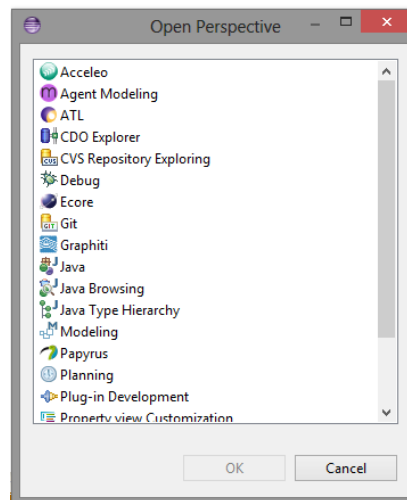 Open Perspective
Acceleo
Agent Modeling
ATL
CDO Explorer
CVS Repository Exploring
Debug
Ecore
Git
Graphiti
Java
Java Browsing
Java Type Hierarchy
Modeling
Papyrus
Planning
Plug-in Development
Property view Customization
OK
Cancel